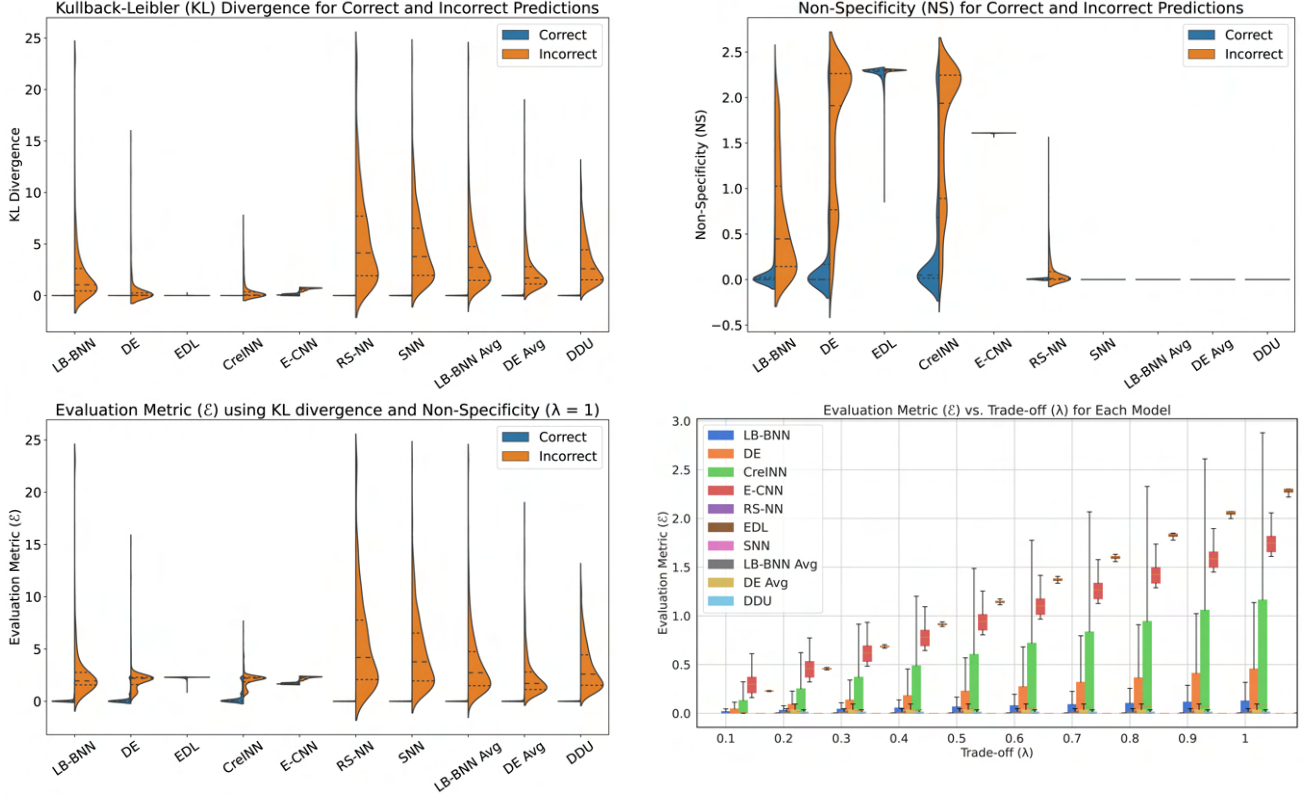 Kullback-Leibler (KL) Divergence for Correct and Incorrect Predictions
Correct
Incorrect
KL Divergence
25
20
15
10
5
0
LB-BNN
DE
EDL
CreINN
E-CNN
RS-NN
SNN
LB-BNN Avg
DE Avg
DDU
Non-Specificity (NS) for Correct and Incorrect Predictions
Correct
Incorrect
Non-Specificity (NS)
2.5
2.0
1.5
1.0
0.5
0.0
−0.5
LB-BNN
DE
EDL
CreINN
E-CNN
RS-NN
SNN
LB-BNN Avg
DE Avg
DDU
Evaluation Metric (ℰ) using KL divergence and Non-Specificity (λ = 1)
Correct
Incorrect
Evaluation Metric (ℰ)
25
20
15
10
5
0
LB-BNN
DE
EDL
CreINN
E-CNN
RS-NN
SNN
LB-BNN Avg
DE Avg
DDU
Evaluation Metric (ℰ) vs. Trade-off (λ) for Each Model
LB-BNN
DE
CreINN
E-CNN
RS-NN
EDL
SNN
LB-BNN Avg
DE Avg
DDU
Evaluation Metric (ℰ)
3.0
2.5
2.0
1.5
1.0
0.5
0.0
0.1 0.2 0.3 0.4 0.5 0.6 0.7 0.8 0.9 1
Trade-off (λ)